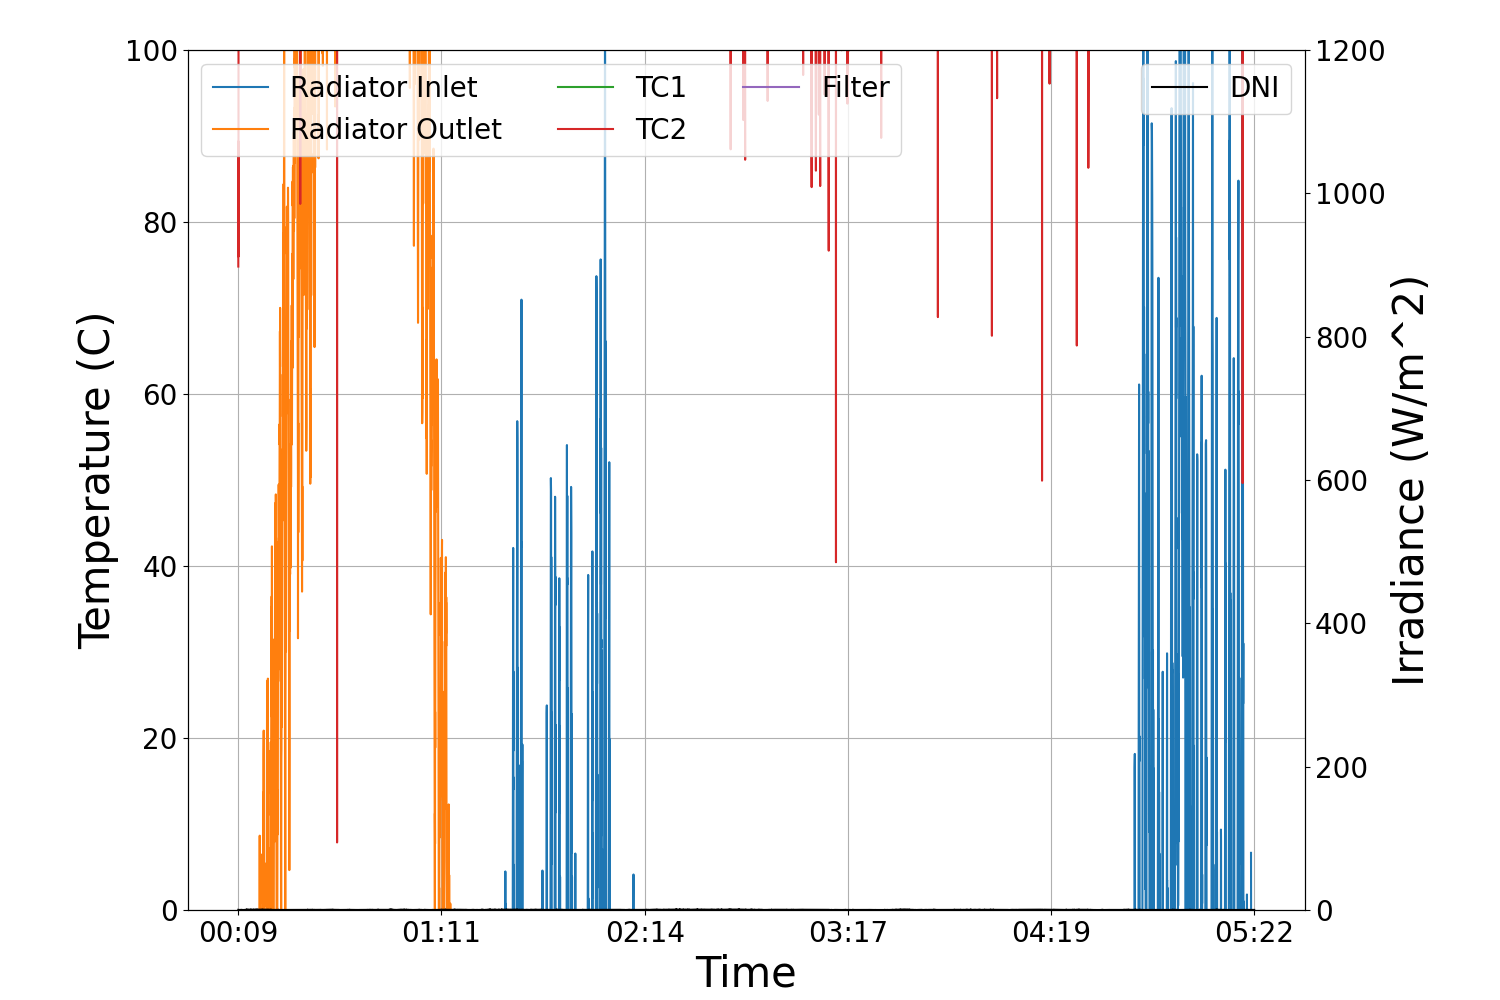 100
80
60
40
20
0
1200
1000
800
600
400
200
0
Temperature (C)
Irradiance (W/m^2)
Radiator Inlet
Radiator Outlet
TC1
TC2
Filter
DNI
00:09
01:11
02:14
03:17
04:19
05:22
Time